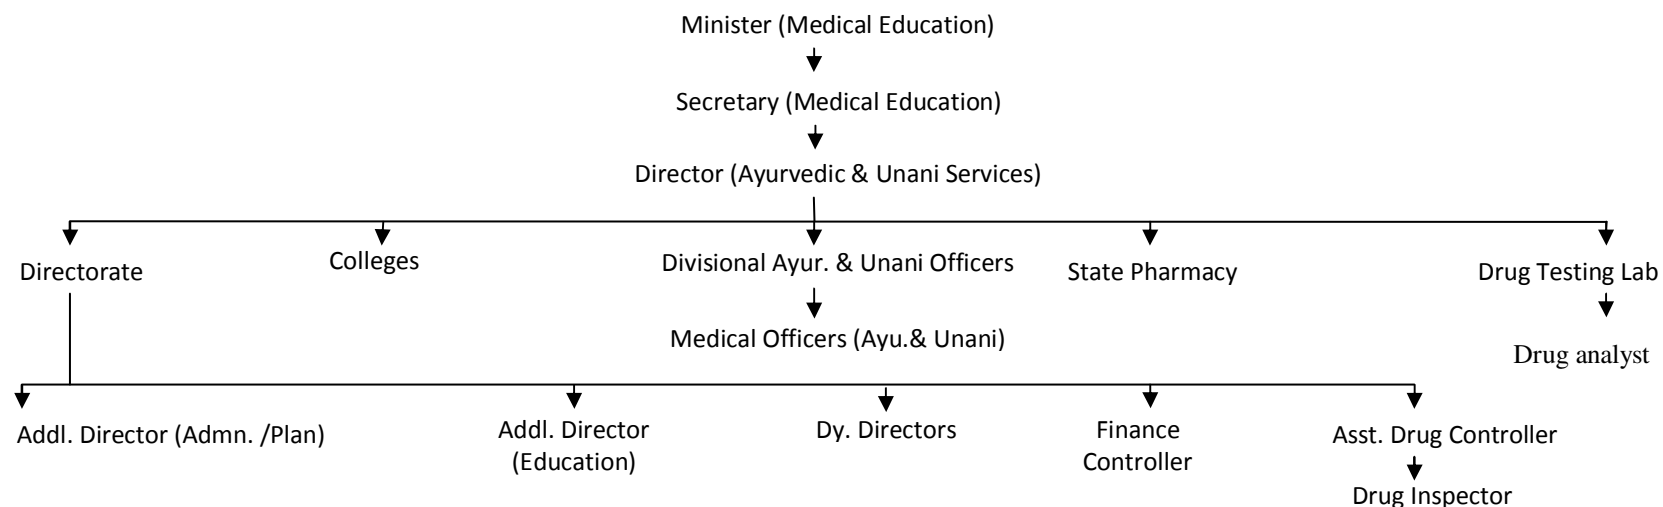 Minister (Medical Education)
Secretary (Medical Education)
Director (Ayurvedic & Unani Services)
Directorate
Colleges
Divisional Ayur. & Unani Officers
State Pharmacy
Drug Testing Lab
Medical Officers (Ayu.& Unani)
Drug analyst
Addl. Director (Admn. /Plan)
Addl. Director
(Education)
Dy. Directors
Finance
Controller
Asst. Drug Controller
Drug Inspector